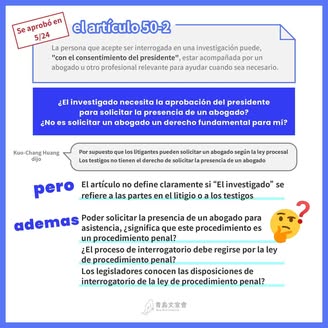 Se aprobó en
5/24
el artículo 50-2
La persona que acepte ser interrogada en una investigación puede,
"con el consentimiento del presidente", estar acompañada por un
abogado u otro profesional relevante para ayudar cuando sea necesario.
¿El investigado necesita la aprobación del presidente
para solicitar la presencia de un abogado?
¿No es solicitar un abogado un derecho fundamental para mi?
Kuo-Chang Huang
dijo
Por supuesto que los litigantes pueden solicitar un abogado según la ley procesal
Los testigos no tienen el derecho de solicitar la presencia de un abogado
pero
El artículo no define claramente si "El investigado" se
refiere a las partes en el litigio o a los testigos
ademas
Poder solicitar la presencia de un abogado para
asistencia, ¿significa que este procedimiento es
un procedimiento penal?
¿El proceso de interrogatorio debe regirse por la ley
de procedimiento penal?
Los legisladores conocen las disposiciones de
interrogatorio de la ley de procedimiento penal?
?
青島文宣會